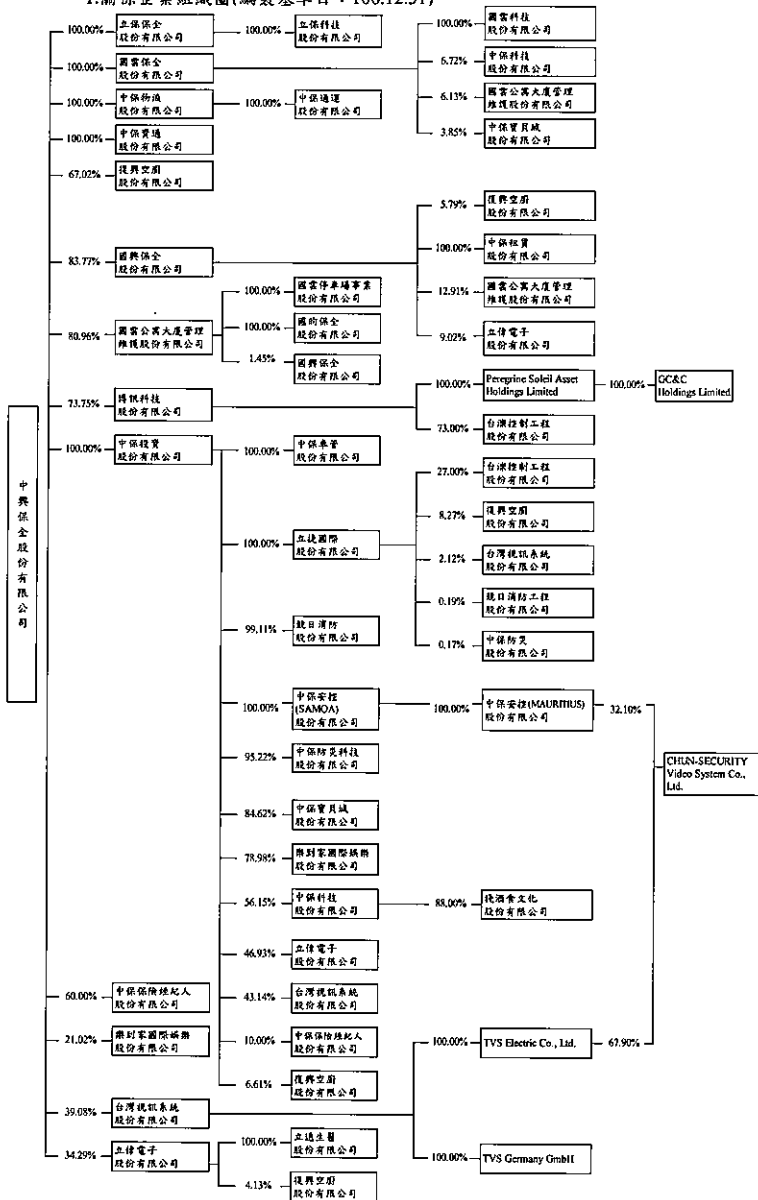 1.關係企業組織圖(編製基準日：100.12.31)
中興保全股份有限公司
100.00%
立保保全
股份有限公司
100.00%
立保科技
股份有限公司
100.00%
國雲保全
股份有限公司
100.00%
國雲科技
股份有限公司
6.72%
中保科技
股份有限公司
6.13%
國雲公寓大廈管理
維護股份有限公司
3.85%
中保寶貝城
股份有限公司
100.00%
中保物流
股份有限公司
100.00%
中保通運
股份有限公司
100.00%
中保資通
股份有限公司
67.02%
復興空廚
股份有限公司
83.77%
國興保全
股份有限公司
5.79%
復興空廚
股份有限公司
100.00%
中保租賃
股份有限公司
12.91%
國雲公寓大廈管理
維護股份有限公司
9.02%
立偉電子
股份有限公司
80.96%
國雲公寓大廈管理
維護股份有限公司
100.00%
國雲停車場事業
股份有限公司
100.00%
國昀保全
股份有限公司
1.45%
國興保全
股份有限公司
73.75%
博訊科技
股份有限公司
100.00%
Peregrine Soleil Asset
Holdings Limited
100.00%
GC&C
Holdings Limited
73.00%
台灣控制工程
股份有限公司
100.00%
中保投資
股份有限公司
100.00%
中保車管
股份有限公司
100.00%
立捷國際
股份有限公司
27.00%
台灣控制工程
股份有限公司
8.27%
復興空廚
股份有限公司
2.12%
台灣視訊系統
股份有限公司
0.19%
競日消防工程
股份有限公司
0.17%
中保防災
股份有限公司
99.11%
競日消防
股份有限公司
100.00%
中保安控
(SAMOA)
股份有限公司
100.00%
中保安控(MAURITIUS)
股份有限公司
32.10%
CHUN-SECURITY
Video System Co.,
Ltd.
95.22%
中保防災科技
股份有限公司
84.62%
中保寶貝城
股份有限公司
78.98%
樂到家國際娛樂
股份有限公司
56.15%
中保科技
股份有限公司
88.00%
酒食文化
股份有限公司
46.93%
立偉電子
股份有限公司
43.14%
台灣視訊系統
股份有限公司
10.00%
中保保險經紀人
股份有限公司
6.61%
復興空廚
股份有限公司
60.00%
中保保險經紀人
股份有限公司
21.02%
樂到家國際娛樂
股份有限公司
39.08%
台灣視訊系統
股份有限公司
100.00%
TVS Electric Co., Ltd.
67.90%
100.00%
TVS Germany GmbH
34.29%
立偉電子
股份有限公司
100.00%
立遠生醫
股份有限公司
4.13%
復興空廚
股份有限公司